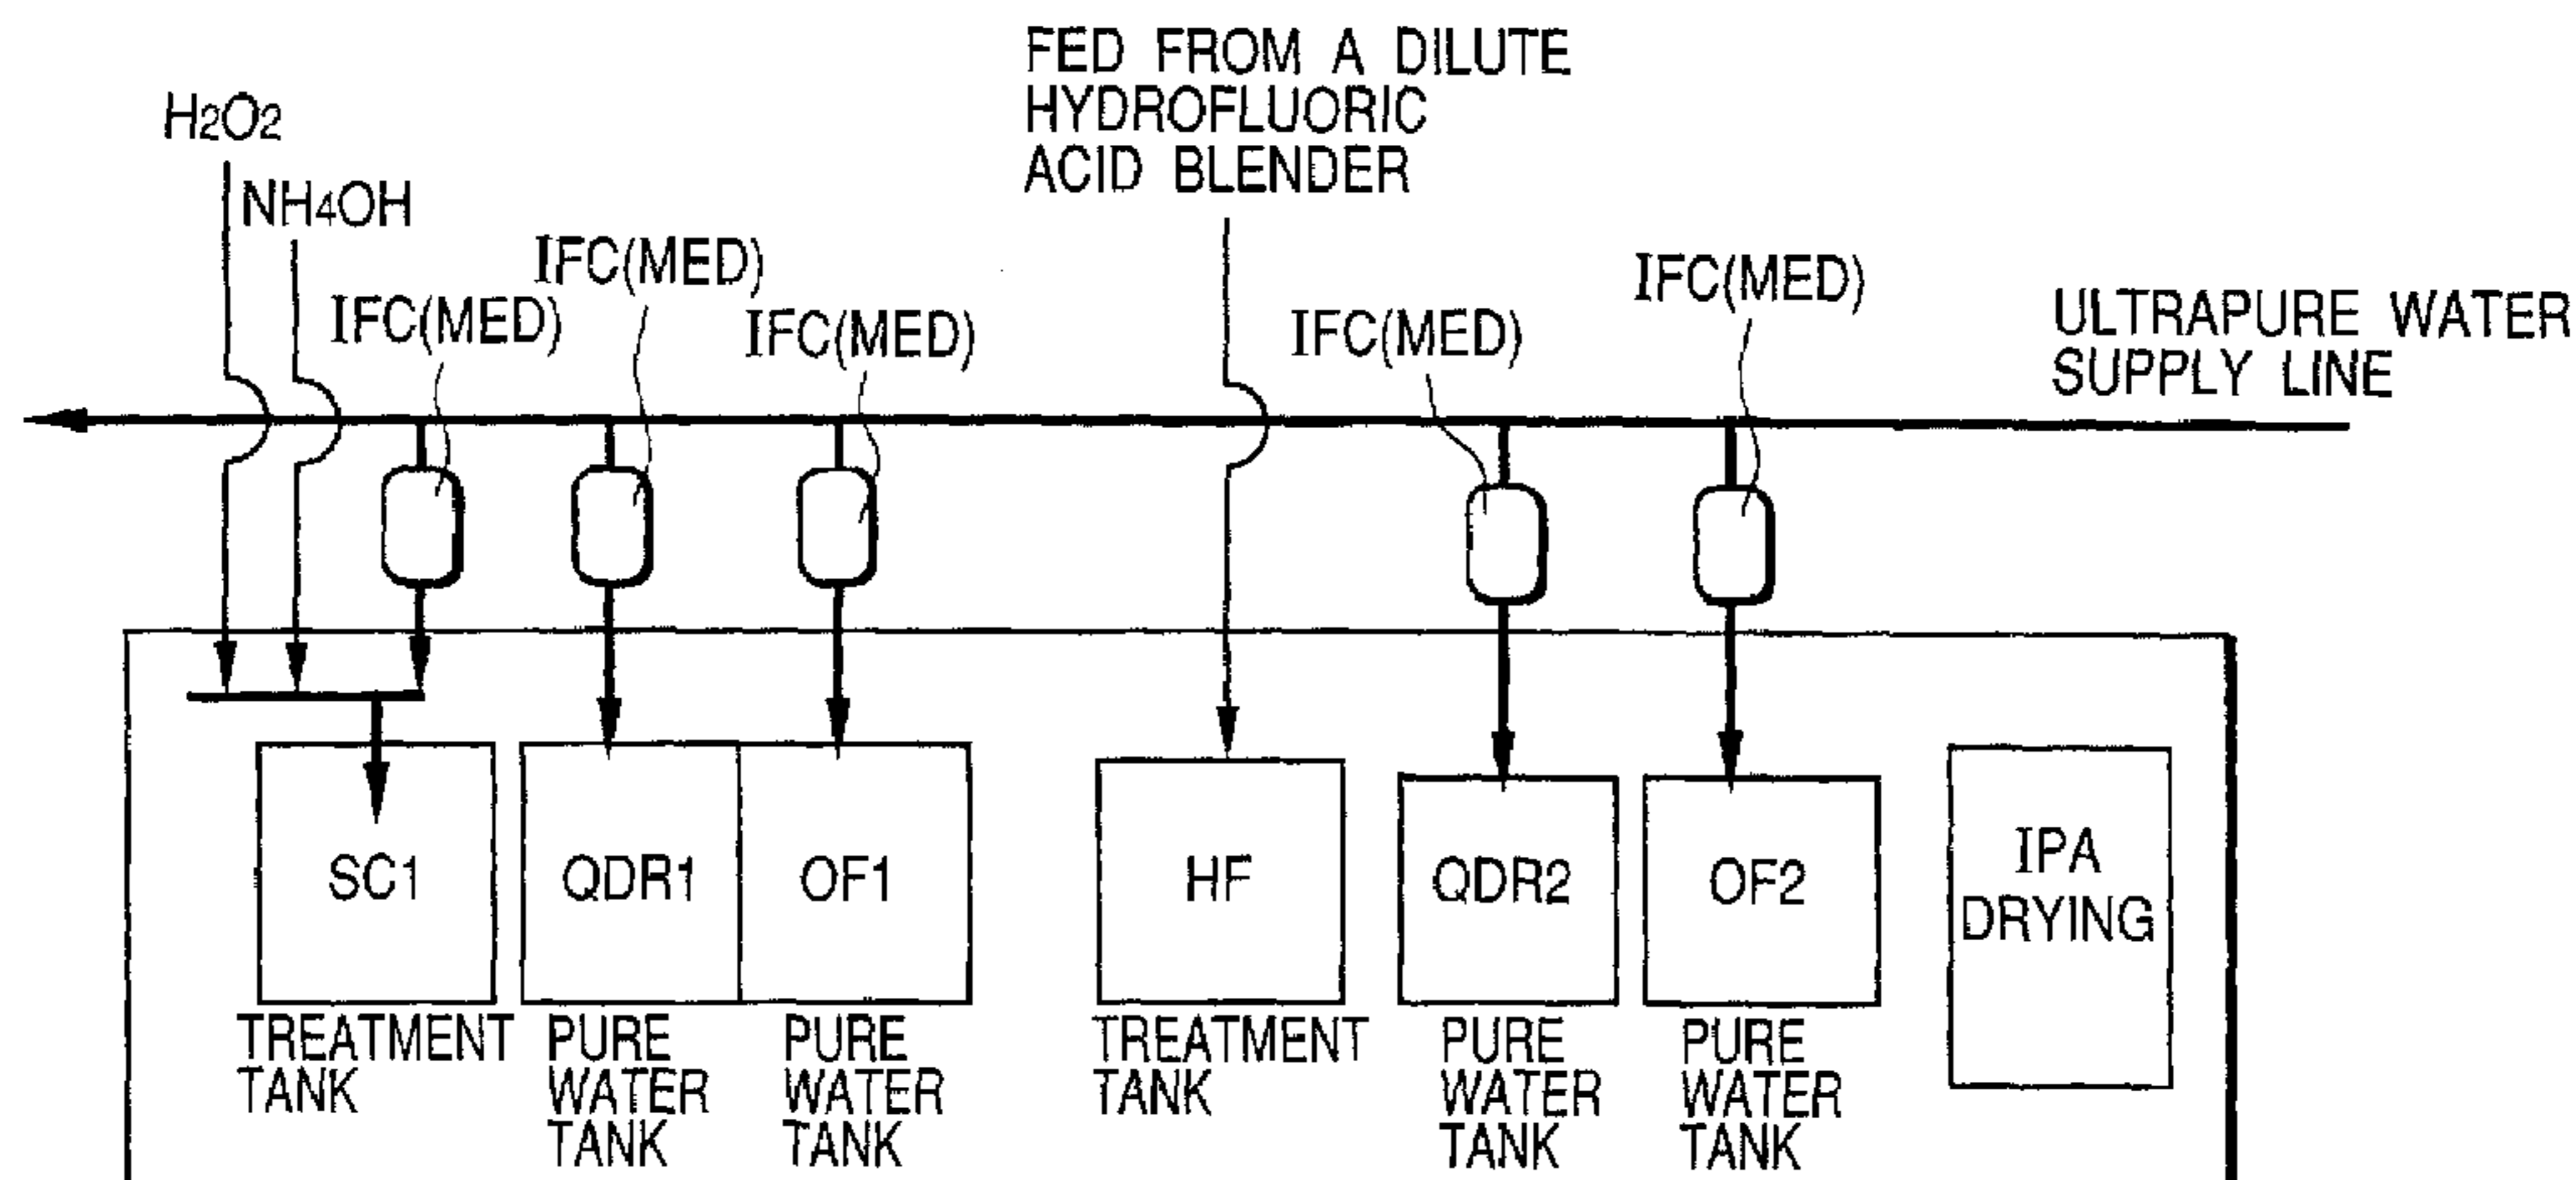 FED FROM A DILUTE
HYDROFLUORIC
ACID BLENDER
H2O2
NH4OH
IFC(MED)
IFC(MED)
IFC(MED)
IFC(MED)
IFC(MED)
ULTRAPURE WATER
SUPPLY LINE
SC1
QDR1
OF1
HF
QDR2
OF2
IPA
DRYING
TREATMENT
TANK
PURE
WATER
TANK
PURE
WATER
TANK
TREATMENT
TANK
PURE
WATER
TANK
PURE
WATER
TANK